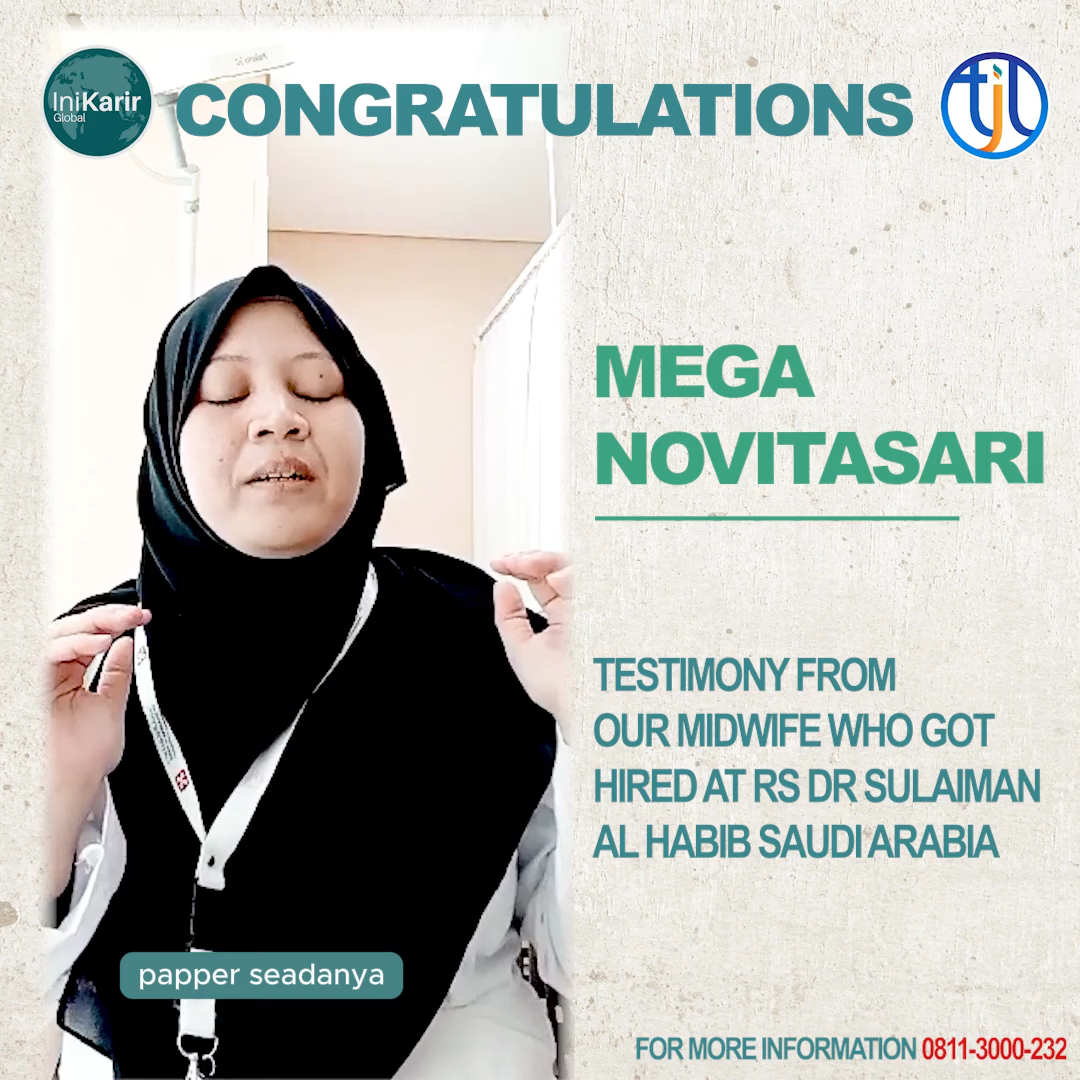 IniKarir
Global
CONGRATULATIONS
tjl
MEGA
NOVITASARI
TESTIMONY FROM
OUR MIDWIFE WHO GOT
HIRED AT RS DR SULAIMAN
AL HABIB SAUDI ARABIA
papper seadanya
FOR MORE INFORMATION 0811-3000-232